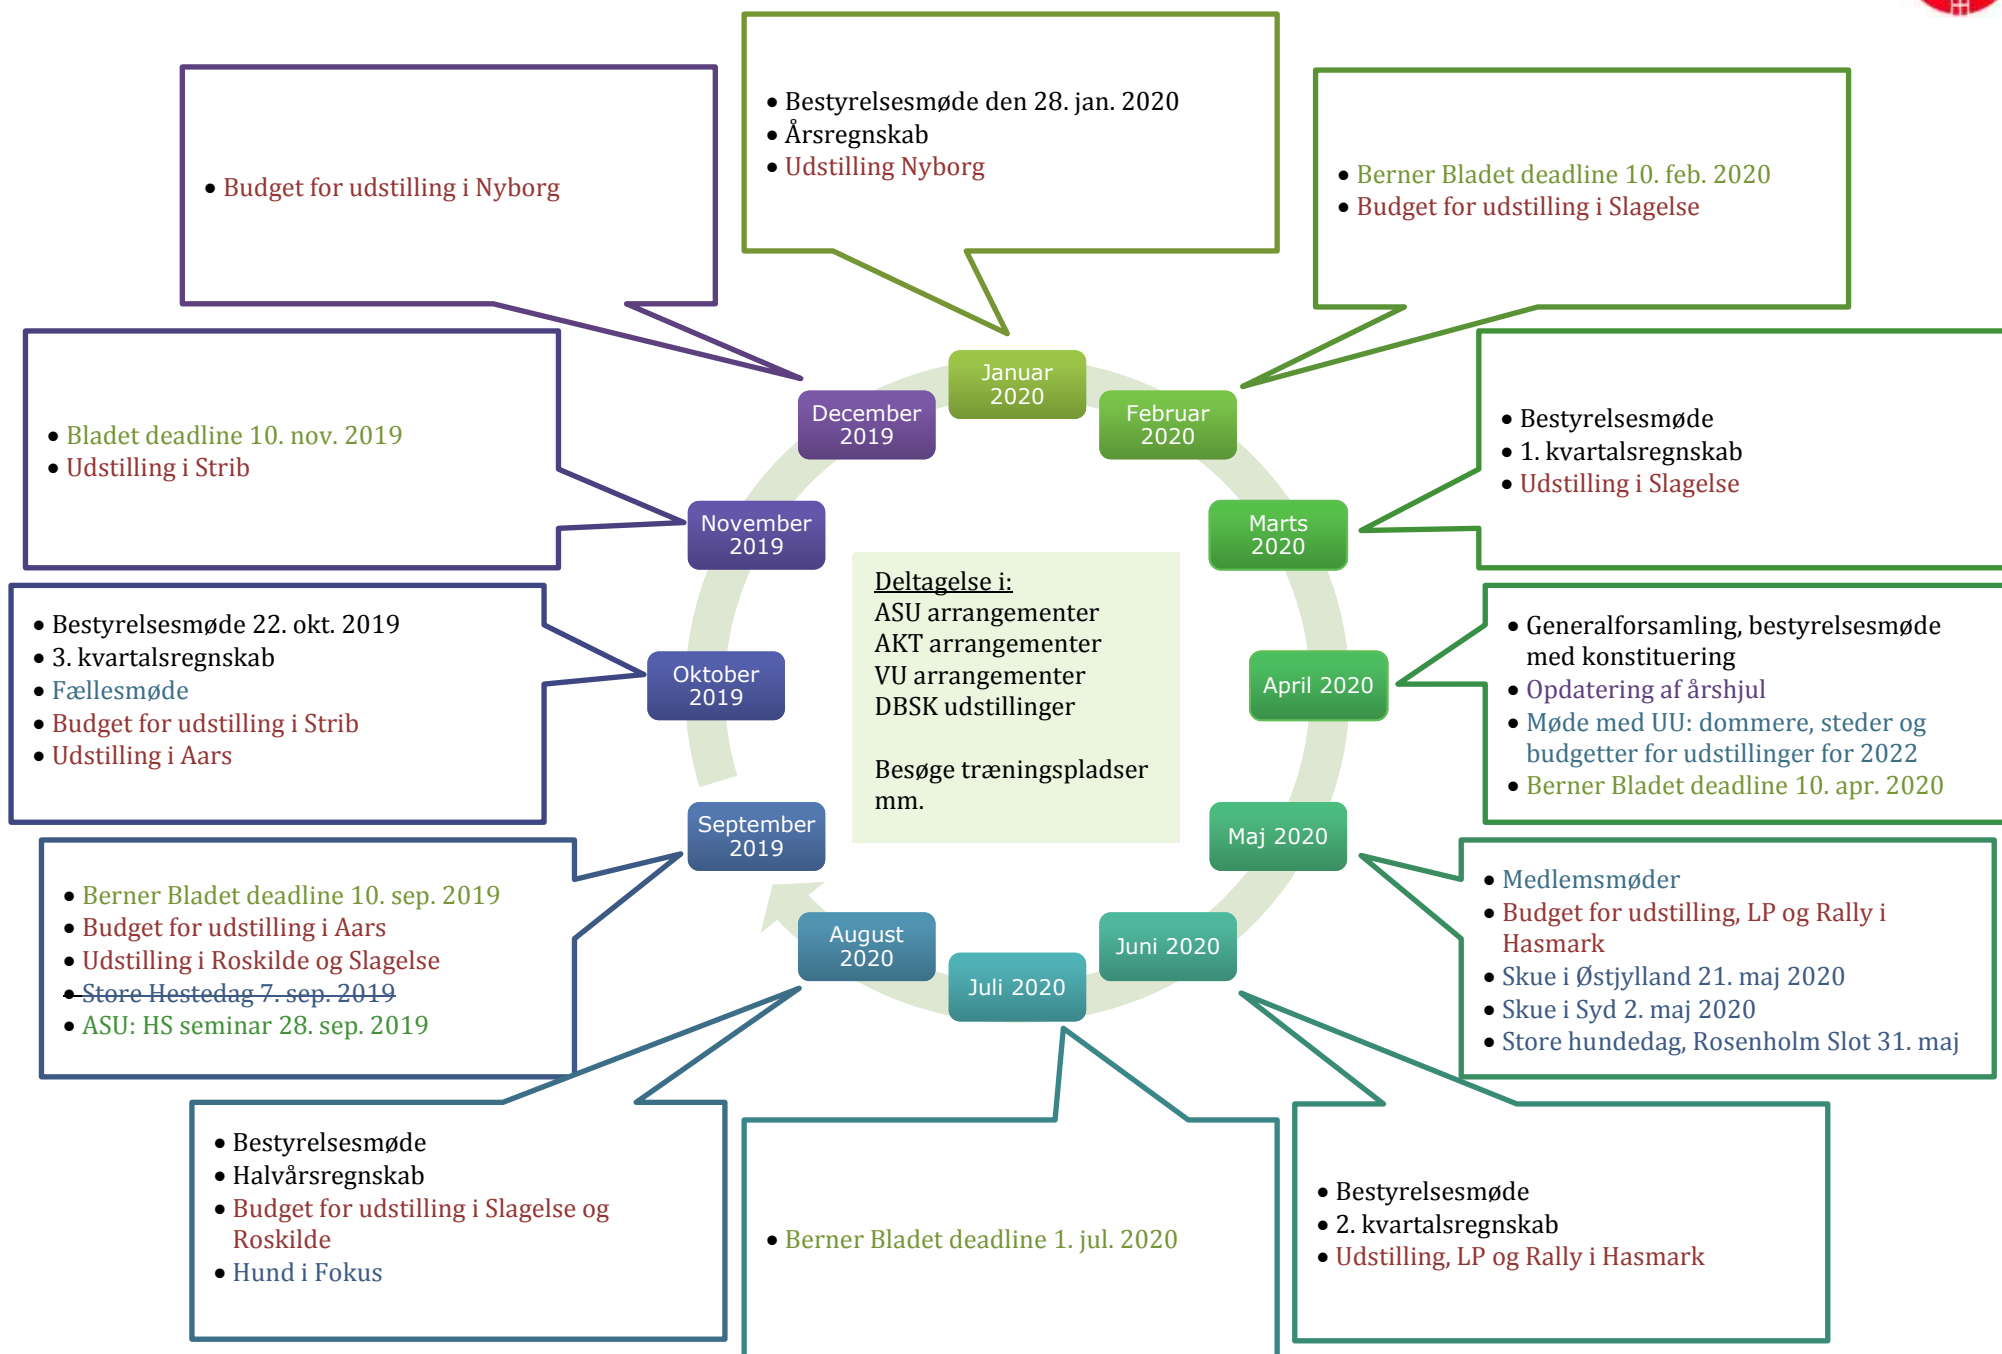 • Bestyrelsesmøde den 28. jan. 2020
• Årsregnskab
• Udstilling Nyborg
• Budget for udstilling i Nyborg
• Berner Bladet deadline 10. feb. 2020
• Budget for udstilling i Slagelse
Januar
2020
December
2019
Februar
2020
• Bladet deadline 10. nov. 2019
• Udstilling i Strib
• Bestyrelsesmøde
• 1. kvartalsregnskab
• Udstilling i Slagelse
November
2019
Marts
2020
Deltagelse i:
ASU arrangementer
AKT arrangementer
VU arrangementer
DBSK udstillinger
Besøge træningspladser
mm.
• Bestyrelsesmøde 22. okt. 2019
• 3. kvartalsregnskab
• Fællesmøde
• Budget for udstilling i Strib
• Udstilling i Aars
Oktober
2019
April 2020
• Generalforsamling, bestyrelsesmøde
med konstituering
• Opdatering af årshjul
• Møde med UU: dommere, steder og
budgetter for udstillinger for 2022
• Berner Bladet deadline 10. apr. 2020
September
2019
Maj 2020
• Berner Bladet deadline 10. sep. 2019
• Budget for udstilling i Aars
• Udstilling i Roskilde og Slagelse
• Store Hestedag 7. sep. 2019
• ASU: HS seminar 28. sep. 2019
• Medlemsmøder
• Budget for udstilling, LP og Rally i
Hasmark
• Skue i Østjylland 21. maj 2020
• Skue i Syd 2. maj 2020
• Store hundedag, Rosenholm Slot 31. maj
August
2020
Juli 2020
Juni 2020
• Bestyrelsesmøde
• Halvårsregnskab
• Budget for udstilling i Slagelse og
Roskilde
• Hund i Fokus
• Berner Bladet deadline 1. jul. 2020
• Bestyrelsesmøde
• 2. kvartalsregnskab
• Udstilling, LP og Rally i Hasmark